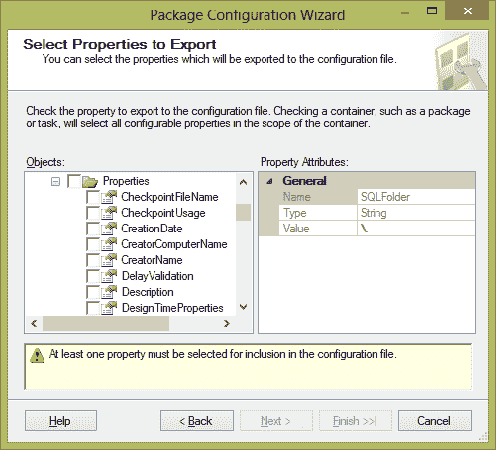 Package Configuration Wizard
Select Properties to Export
You can select the properties which will be exported to the configuration file.
Check the property to expot to the configuration file. Checking a container, such as a package
or task, will select all configurable properties in the scope of the container.
Objects:
Properties
CheckpointFileName
CheckpointUsage
CreationDate
CreatorComputerName
CreatorName
DelayValidation
Description
DesignTimeProperties
Property Attributes:
General
Name SQLFolder
Type String
Value \
At least one property must be selected for inclusion in the configuration file.
Help
< Back
Next >
Finish >>|
Cancel